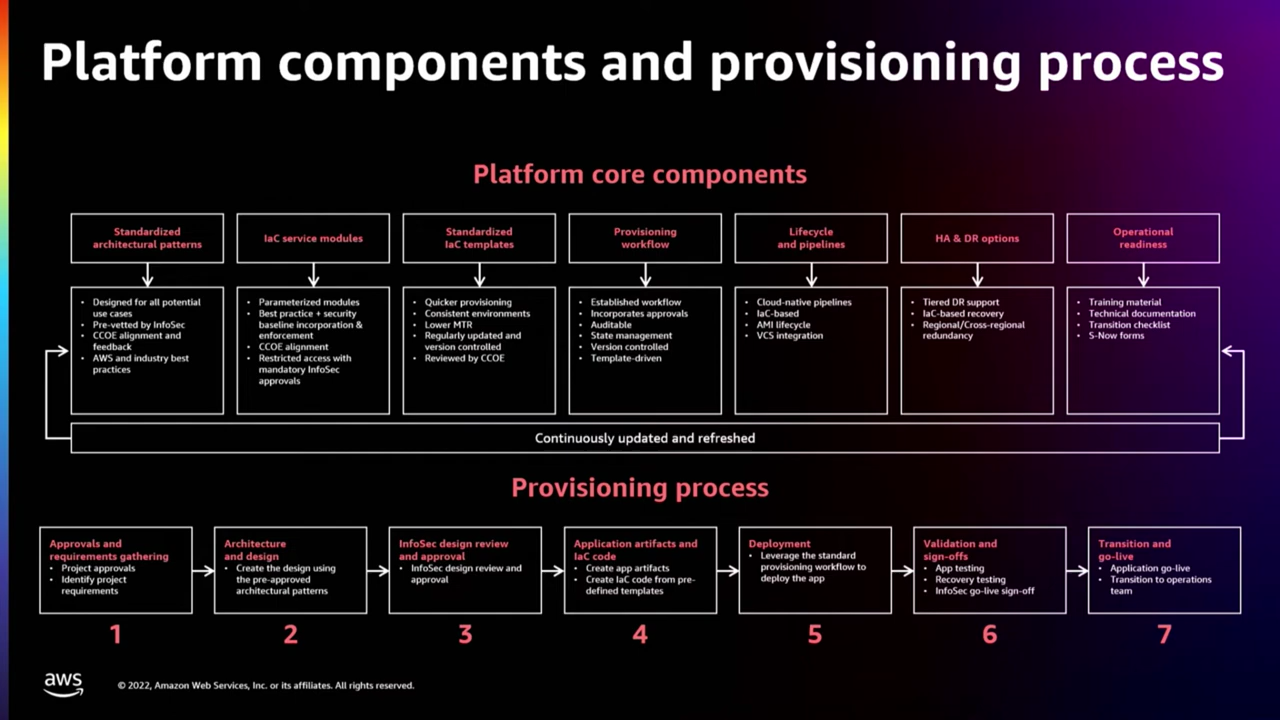 Platform components and provisioning process
Platform core components
Standardized
architectural patterns
IaC service modules
Standardized
IaC templates
Provisioning
workflow
Lifecycle
and pipelines
HA & DR options
Operational
readiness
• Designed for all potential
use cases
• Pre-vetted by InfoSec
• CCOE alignment and
feedback
• AWS and industry best
practices
• Parameterized modules
• Best practice + security
baseline incorporation &
enforcement
• CCOE alignment
• Restricted access with
mandatory InfoSec
approvals
• Quicker provisioning
• Consistent environments
• Lower MTR
• Regularly updated and
version controlled
• Reviewed by CCOE
• Established workflow
• Incorporates approvals
• Auditable
• State management
• Version controlled
• Template-driven
• Cloud-native pipelines
• IaC-based
• AMI lifecycle
• VCS integration
• Tiered DR support
• IaC-based recovery
• Regional/Cross-regional
redundancy
• Training material
• Technical documentation
• Transition checklist
• S-Now forms
Continuously updated and refreshed
Provisioning process
Approvals and
requirements gathering
• Project approvals
• Identify project
requirements
1
Architecture
and design
• Create the design using
the pre-approved
architectural patterns
2
InfoSec design review
and approval
• InfoSec design review and
approval
3
Application artifacts and
IaC code
• Create app artifacts
• Create IaC code from pre-
defined templates
4
Deployment
• Leverage the standard
provisioning workflow to
deploy the app
5
Validation and
sign-offs
• App testing
• Recovery testing
• InfoSec go-live sign-off
6
Transition and
go-live
• Application go-live
• Transition to operations
team
7
aws
© 2022, Amazon Web Services, Inc. or its affiliates. All rights reserved.